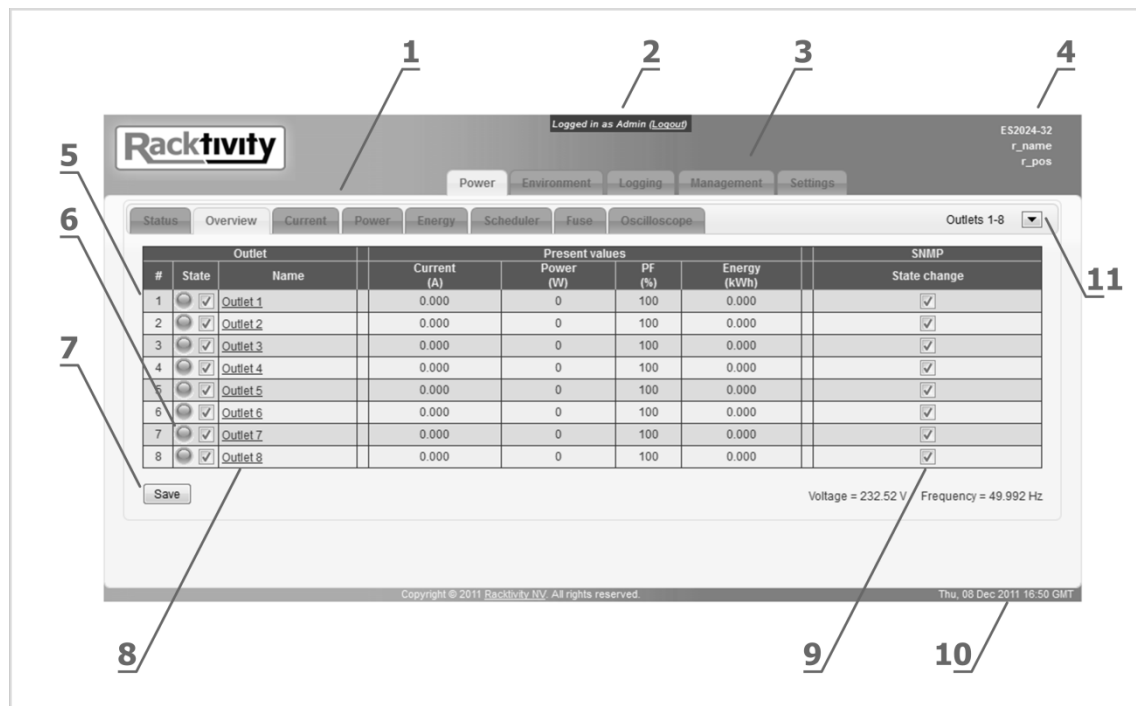 1 2 3 4
Logged in as Admin (Logout)
Racktivity
ES2024-32
r_name
r_pos
5
Power Environment Logging Management Settings
6
Status Overview Current Power Energy Scheduler Fuse Oscilloscope Outlets 1-8
11
Outlet Present values SNMP
# State Name Current (A) Power (W) PF (%) Energy (kWh) State change
1 Outlet 1 0.000 0 100 0.000
2 Outlet 2 0.000 0 100 0.000
3 Outlet 3 0.000 0 100 0.000
7
4 Outlet 4 0.000 0 100 0.000
5 Outlet 5 0.000 0 100 0.000
6 Outlet 6 0.000 0 100 0.000
7 Outlet 7 0.000 0 100 0.000
8 Outlet 8 0.000 0 100 0.000
Save
Voltage = 232.52 V Frequency = 49.992 Hz
Copyright © 2011 Racktivity NV. All rights reserved. Thu, 08 Dec 2011 16:50 GMT
8 9 10